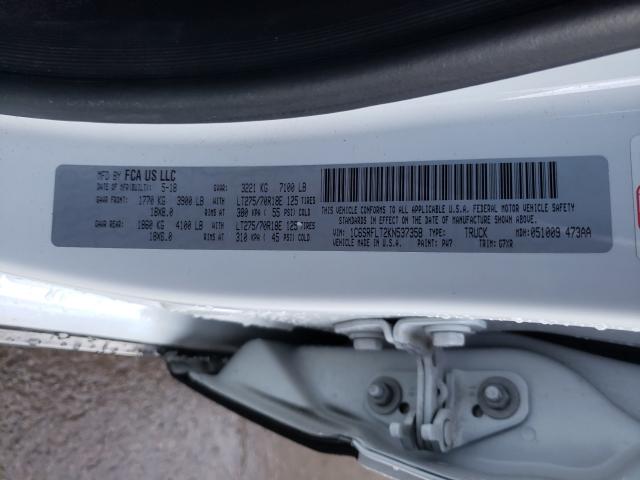 MFD BY FCA US LLC
DATE OF MFR(BUILT): 5-18 GVWR: 3221 KG 7100 LB
GAWR FRONT: 1770 KG 3900 LB WITH LT275/70R18E 125 TIRES
18X8.0 RIMS AT 380 KPA ( 55 PSI) COLD
GAWR REAR: 1860 KG 4100 LB WITH LT275/70R18E 125 TIRES
18X8.0 RIMS AT 310 KPA ( 45 PSI) COLD
THIS VEHICLE CONFORMS TO ALL APPLICABLE U.S.A. FEDERAL MOTOR VEHICLE SAFETY
STANDARDS IN EFFECT ON THE DATE OF MANUFACTURE SHOWN ABOVE.
VIN: 1C6SRFLT2KN537358 TYPE: TRUCK MDH: 051009 473AA
VEHICLE MADE IN U.S.A. PAINT: PW7 TRIM: G7XR